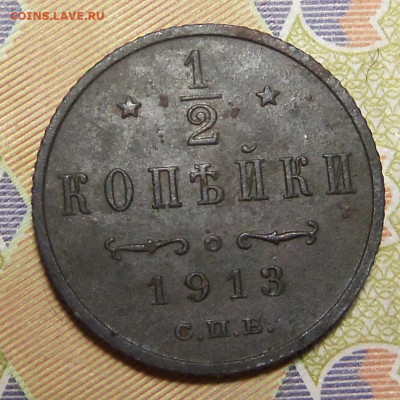 COINS.LAVE.RU
1/2
КОПѢЙКИ
1913
С.П.Б.